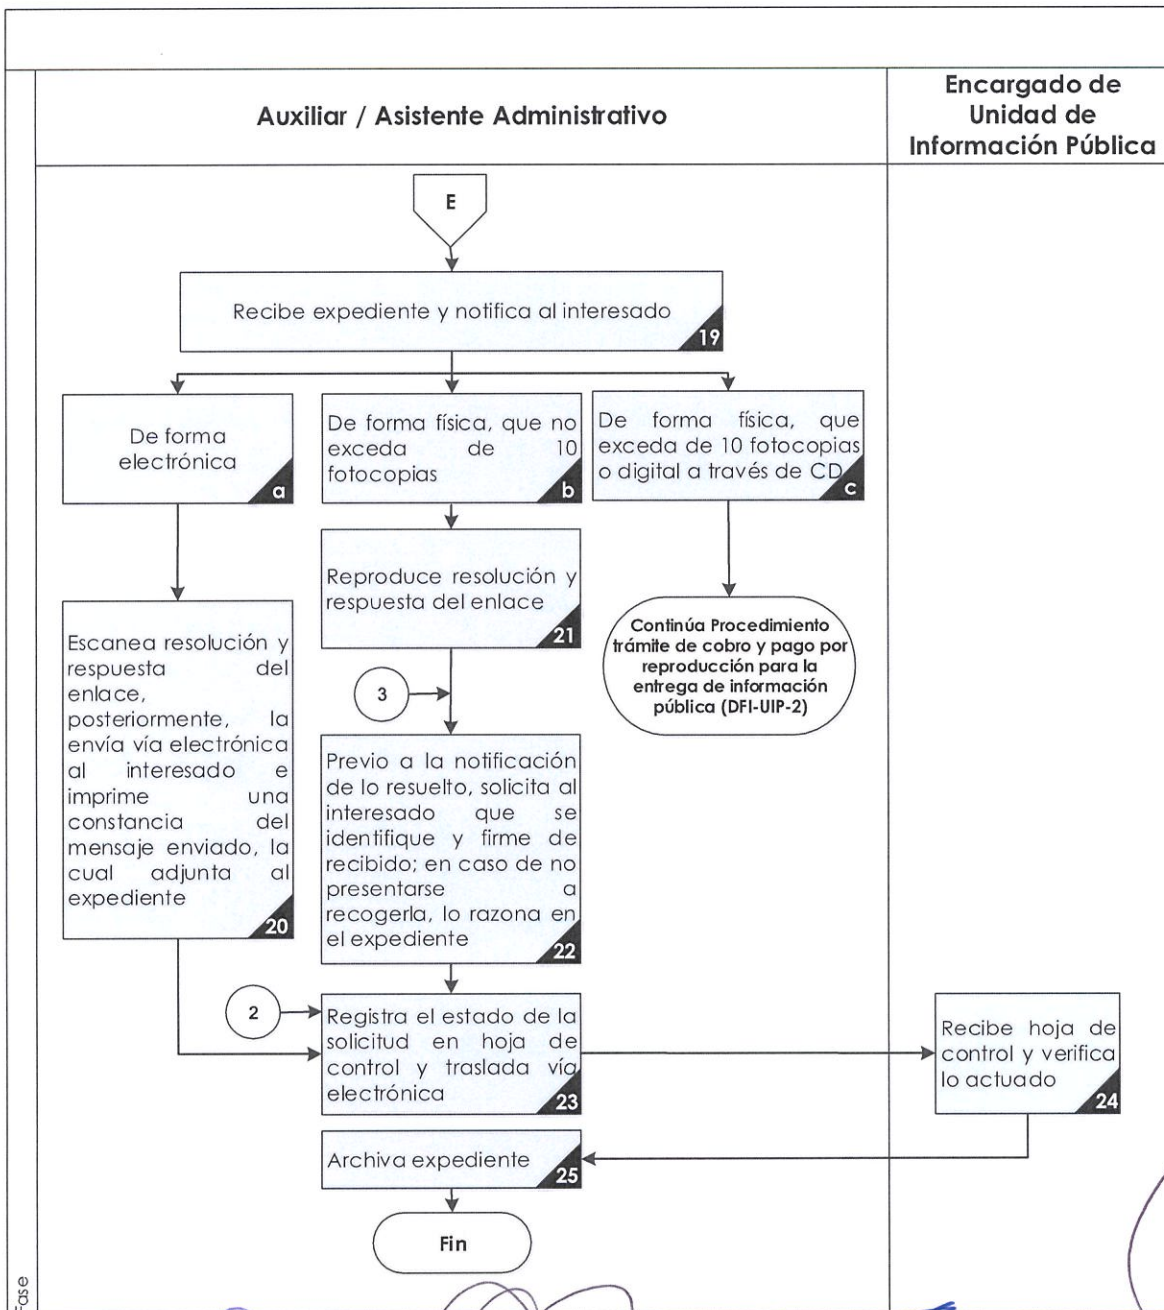 Auxiliar / Asistente Administrativo
Encargado de
Unidad de
Información Pública
E
Recibe expediente y notifica al interesado
19
De forma
electrónica
a
De forma física, que no
exceda de 10
fotocopias
b
De forma física, que
exceda de 10 fotocopias
o digital a través de CD
c
Reproduce resolución y
respuesta del enlace
21
Continúa Procedimiento
trámite de cobro y pago por
reproducción para la
entrega de información
pública (DFI-UIP-2)
Escanea resolución y
respuesta del
enlace,
posteriormente, la
envía vía electrónica
al interesado e
imprime una
constancia del
mensaje enviado, la
cual adjunta al
expediente
20
3
Previo a la notificación
de lo resuelto, solicita al
interesado que se
identifique y firme de
recibido; en caso de no
presentarse a
recogerla, lo razona en
el expediente
22
2
Registra el estado de la
solicitud en hoja de
control y traslada vía
electrónica
23
Recibe hoja de
control y verifica
lo actuado
24
Archiva expediente
25
Fin
Fase